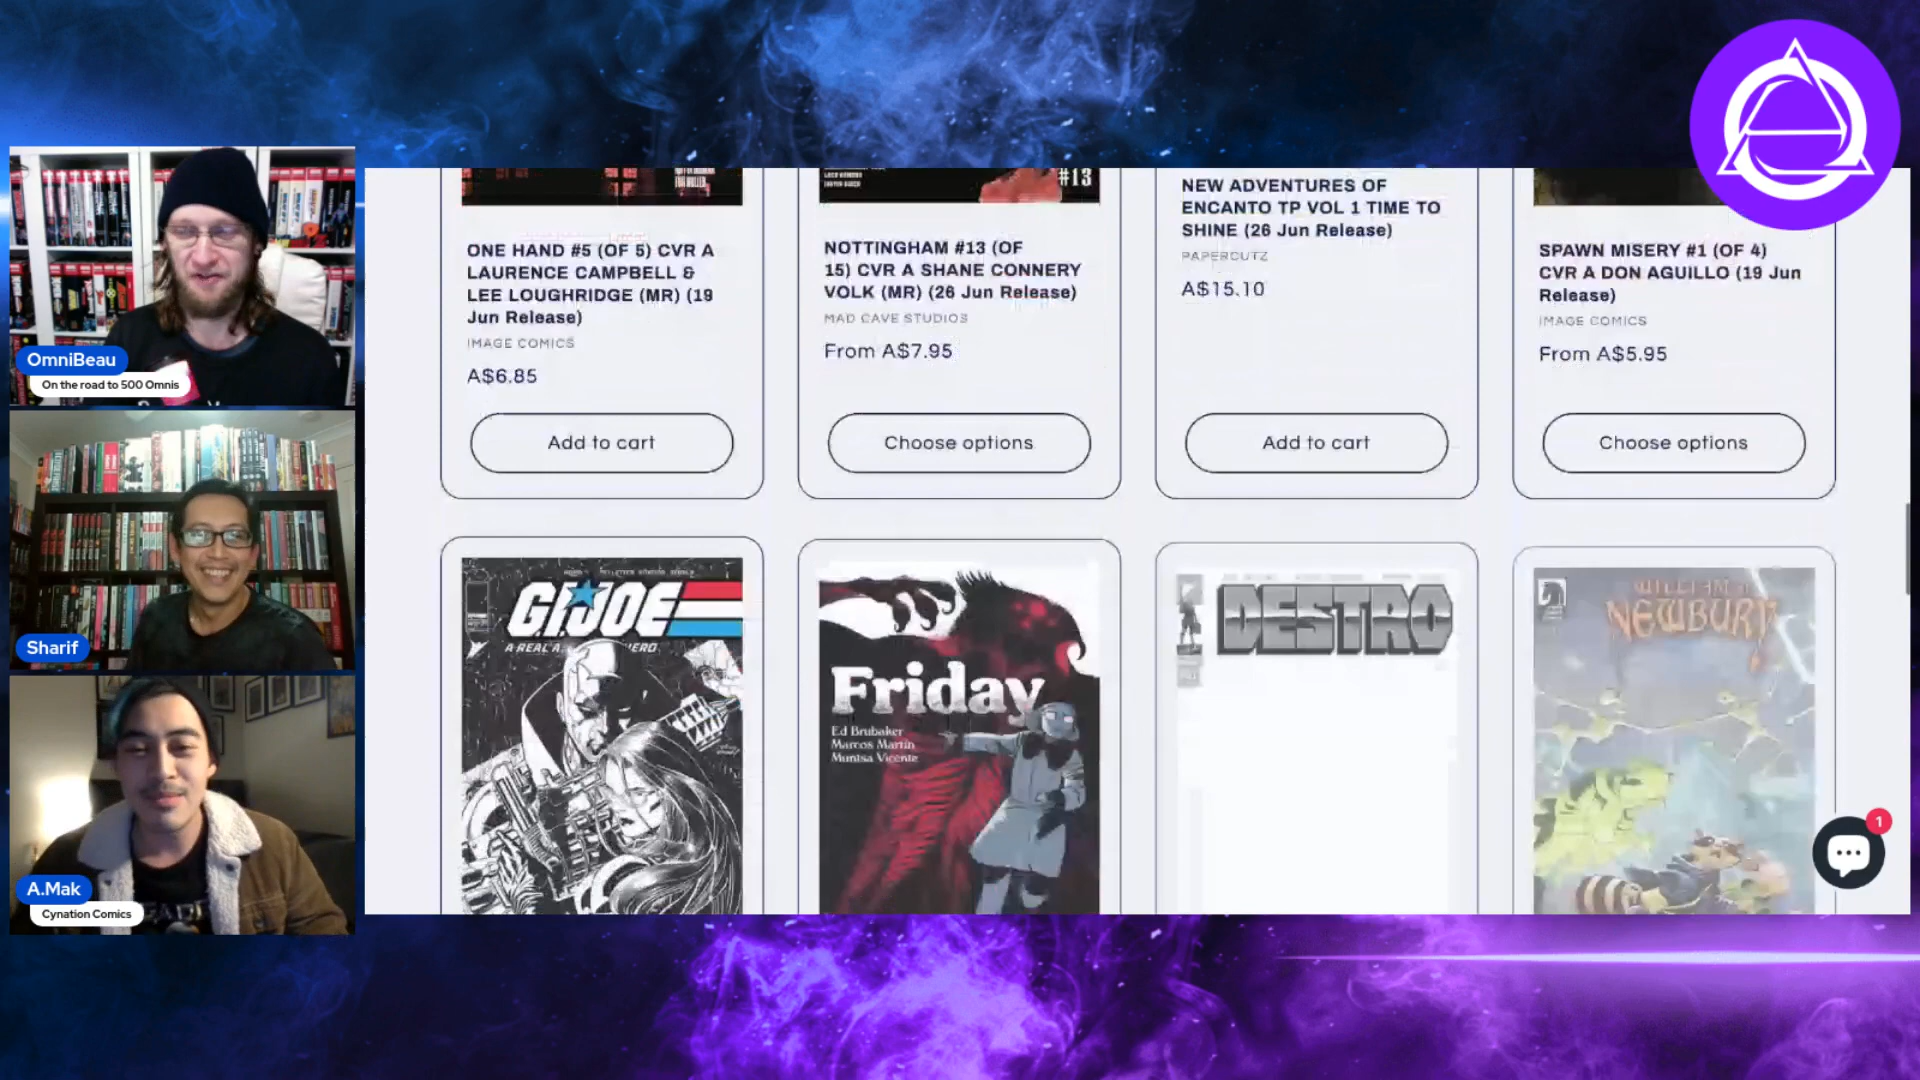 OmniBeau
On the road to 500 Omnis
Sharif
A.Mak
Cynation Comics
#13
ONE HAND #5 (OF 5) CVR A
LAURENCE CAMPBELL &
LEE LOUGHRIDGE (MR) (19
Jun Release)
IMAGE COMICS
A$6.85
Add to cart
NOTTINGHAM #13 (OF
15) CVR A SHANE CONNERY
VOLK (MR) (26 Jun Release)
MAD CAVE STUDIOS
From A$7.95
Choose options
NEW ADVENTURES OF
ENCANTO TP VOL 1 TIME TO
SHINE (26 Jun Release)
PAPERCUTZ
A$15.10
Add to cart
SPAWN MISERY #1 (OF 4)
CVR A DON AGUILLO (19 Jun
Release)
IMAGE COMICS
From A$5.95
Choose options
G.I. JOE
A REAL A HERO
Friday
Ed Brubaker
Marcos Martin
Muntsa Vicente
DESTRO
NEWBURY
1